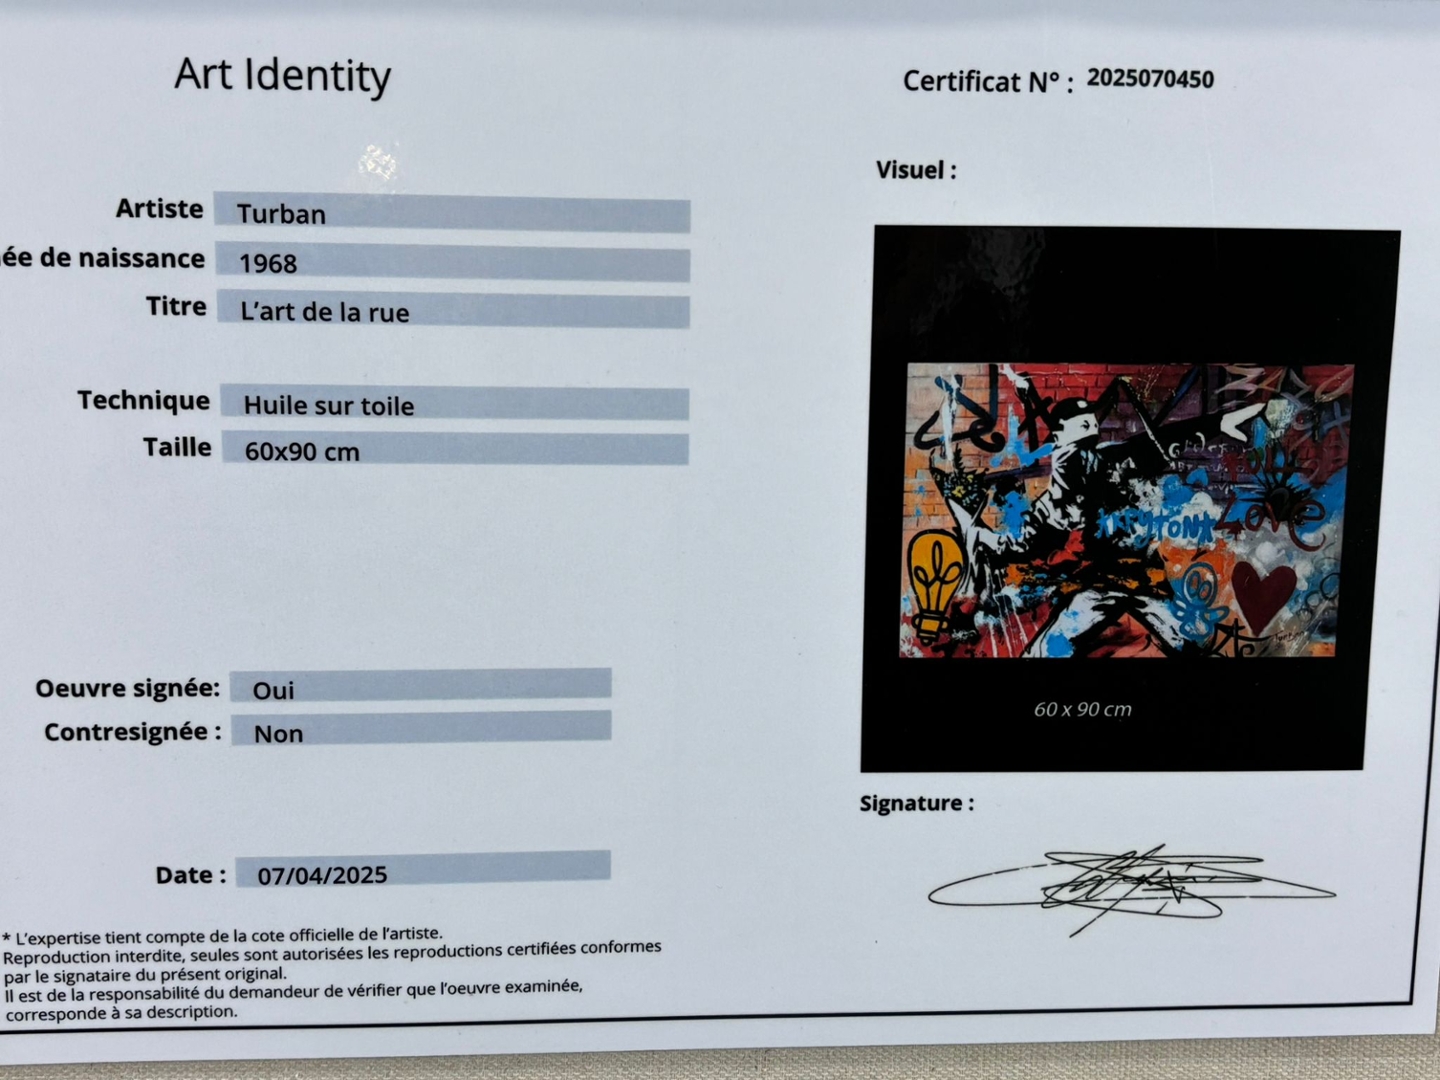 Art Identity
Certificat N° : 2025070450
Visuel :
Artiste Turban
ée de naissance 1968
Titre L'art de la rue
Technique Huile sur toile
Taille 60x90 cm
KRYTONX
Love
60 x 90 cm
Oeuvre signée: Oui
Contresignée : Non
Signature :
Date : 07/04/2025
* L'expertise tient compte de la cote officielle de l'artiste.
Reproduction interdite, seules sont autorisées les reproductions certifiées conformes
par le signataire du présent original.
Il est de la responsabilité du demandeur de vérifier que l'oeuvre examinée,
corresponde à sa description.